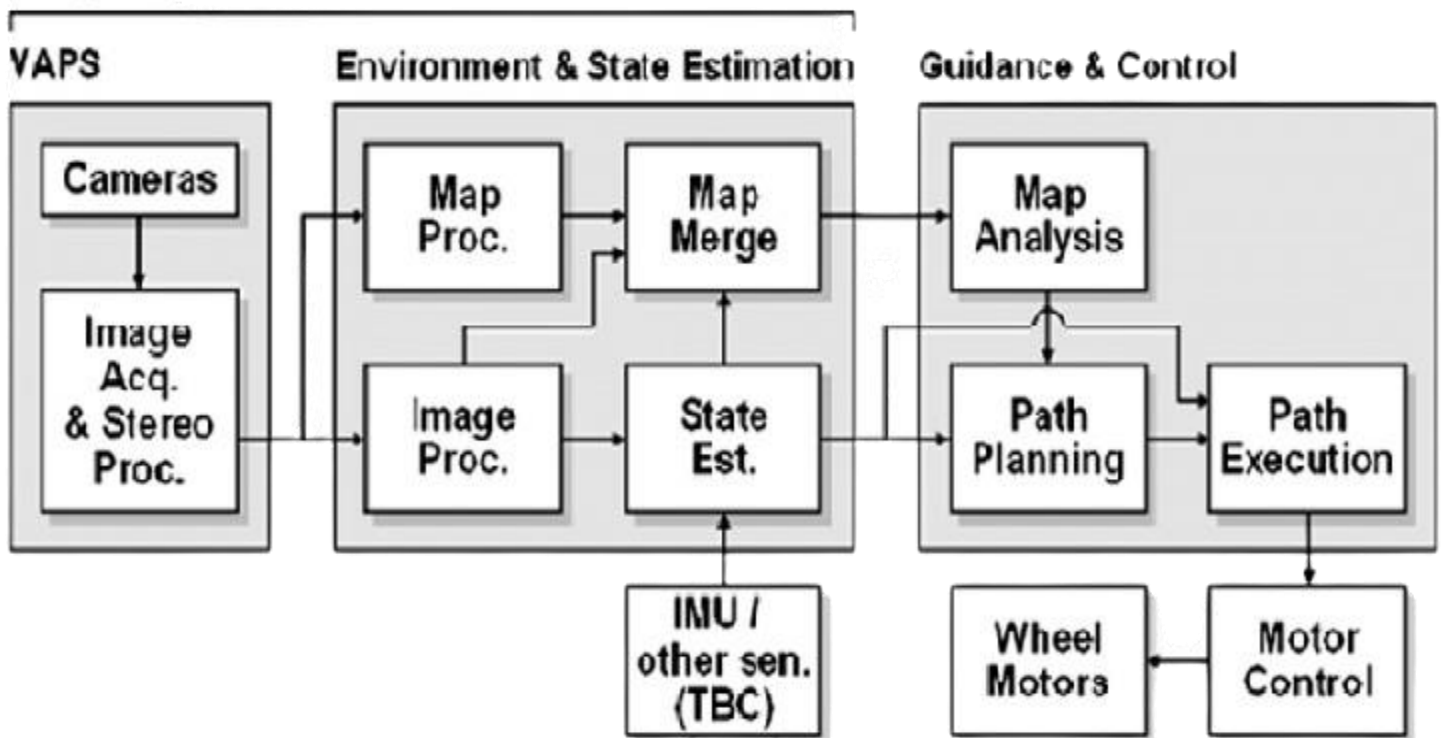 VAPS
Environment & State Estimation
Guidance & Control
Cameras
Image
Acq.
& Stereo
Proc.
Map
Proc.
Map
Merge
Image
Proc.
State
Est.
IMU /
other sen.
(TBC)
Map
Analysis
Path
Planning
Path
Execution
Wheel
Motors
Motor
Control